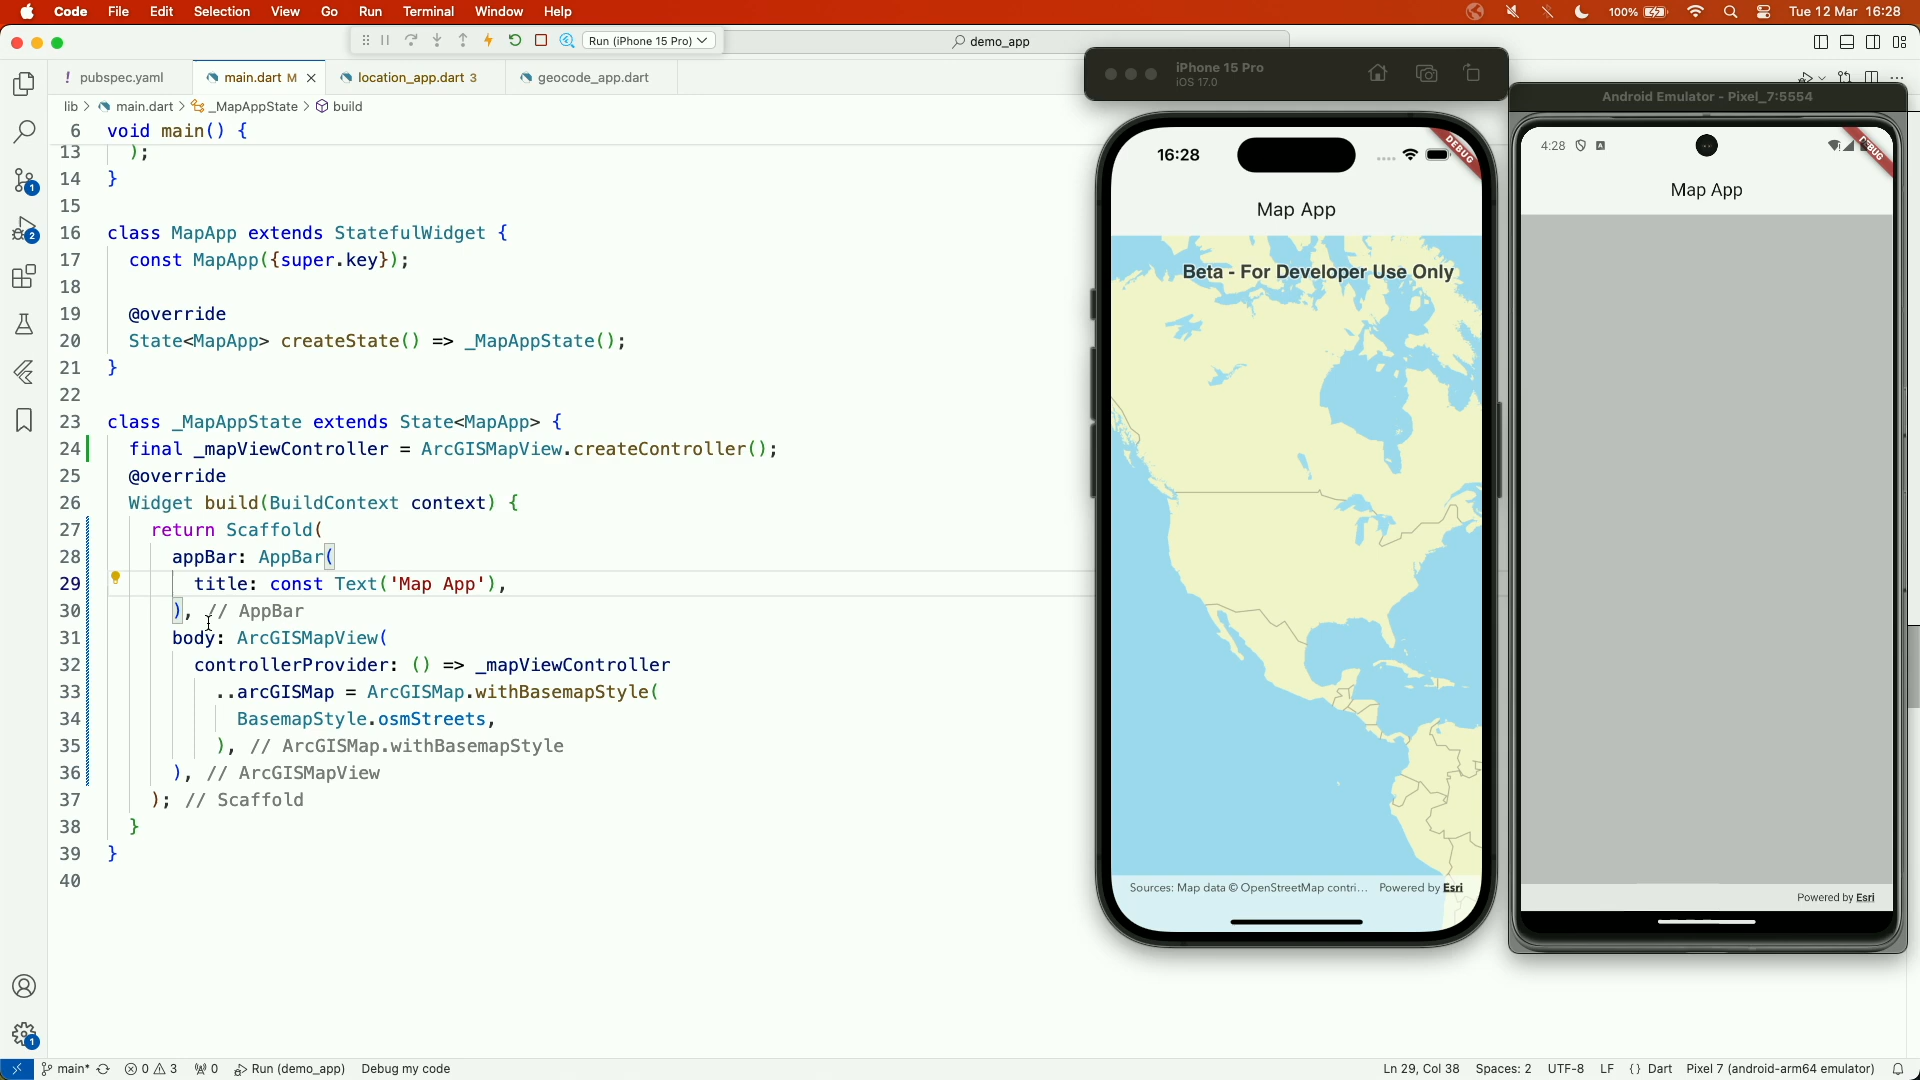 Code File Edit Selection View Go Run Terminal Window Help 100% Tue 12 Mar 16:28
Run (iPhone 15 Pro) demo_app
! pubspec.yaml main.dart M location_app.dart 3 geocode_app.dart
lib > main.dart > _MapAppState > build
6 void main() {
13 );
14 }
15
16 class MapApp extends StatefulWidget {
17 const MapApp({super.key});
18
19 @override
20 State<MapApp> createState() => _MapAppState();
21 }
22
23 class _MapAppState extends State<MapApp> {
24 final _mapViewController = ArcGISMapView.createController();
25 @override
26 Widget build(BuildContext context) {
27 return Scaffold(
28 appBar: AppBar(
29 title: const Text('Map App'),
30 ), // AppBar
31 body: ArcGISMapView(
32 controllerProvider: () => _mapViewController
33 ..arcGISMap = ArcGISMap.withBasemapStyle(
34 BasemapStyle.osmStreets,
35 ), // ArcGISMap.withBasemapStyle
36 ), // ArcGISMapView
37 ); // Scaffold
38 }
39 }
40
1
2
1
iPhone 15 Pro
iOS 17.0
16:28
DEBUG
Map App
Beta - For Developer Use Only
Sources: Map data © OpenStreetMap contri... Powered by Esri
Android Emulator - Pixel_7:5554
4:28
Map App
Powered by Esri
main* 0 3 0 Run (demo_app) Debug my code Ln 29, Col 38 Spaces: 2 UTF-8 LF {} Dart Pixel 7 (android-arm64 emulator)